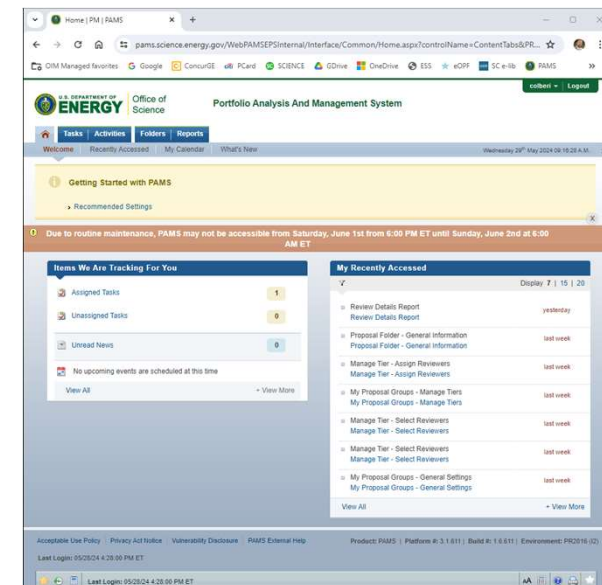 Home | PM | PAMS
pams.science.energy.gov/WebPAMSEPSInternal/Interface/Common/Home.aspx?controlName=ContentTabs&PR...
OIM Managed favorites Google ConcurGE PCard SCIENCE GDrive OneDrive ESS eOPF SC e-lib PAMS »
colberi Logout
U.S. DEPARTMENT OF ENERGY Office of Science
Portfolio Analysis And Management System
Tasks Activities Folders Reports
Welcome Recently Accessed My Calendar What's New Wednesday 29th May 2024 09:16:28 A.M.
Getting Started with PAMS
Recommended Settings
X
Due to routine maintenance, PAMS may not be accessible from Saturday, June 1st from 6:00 PM ET until Sunday, June 2nd at 6:00
AM ET
Items We Are Tracking For You
Assigned Tasks 1
Unassigned Tasks 0
Unread News 0
No upcoming events are scheduled at this time
View All + View More
My Recently Accessed
Display 7 | 15 | 20
Review Details Report
Review Details Report yesterday
Proposal Folder - General Information
Proposal Folder - General Information last week
Manage Tier - Assign Reviewers
Manage Tier - Assign Reviewers last week
My Proposal Groups - Manage Tiers
My Proposal Groups - Manage Tiers last week
Manage Tier - Select Reviewers
Manage Tier - Select Reviewers last week
Manage Tier - Select Reviewers
Manage Tier - Select Reviewers last week
My Proposal Groups - General Settings
My Proposal Groups - General Settings last week
View All + View More
Acceptable Use Policy Privacy Act Notice Vulnerability Disclosure PAMS External Help Product: PAMS | Platform #: 3.1.611 | Build #: 1.6.611 | Environment: PR2016-(I2)
Last Login: 05/28/24 4:28:00 PM ET
Last Login: 05/28/24 4:28:00 PM ET AA